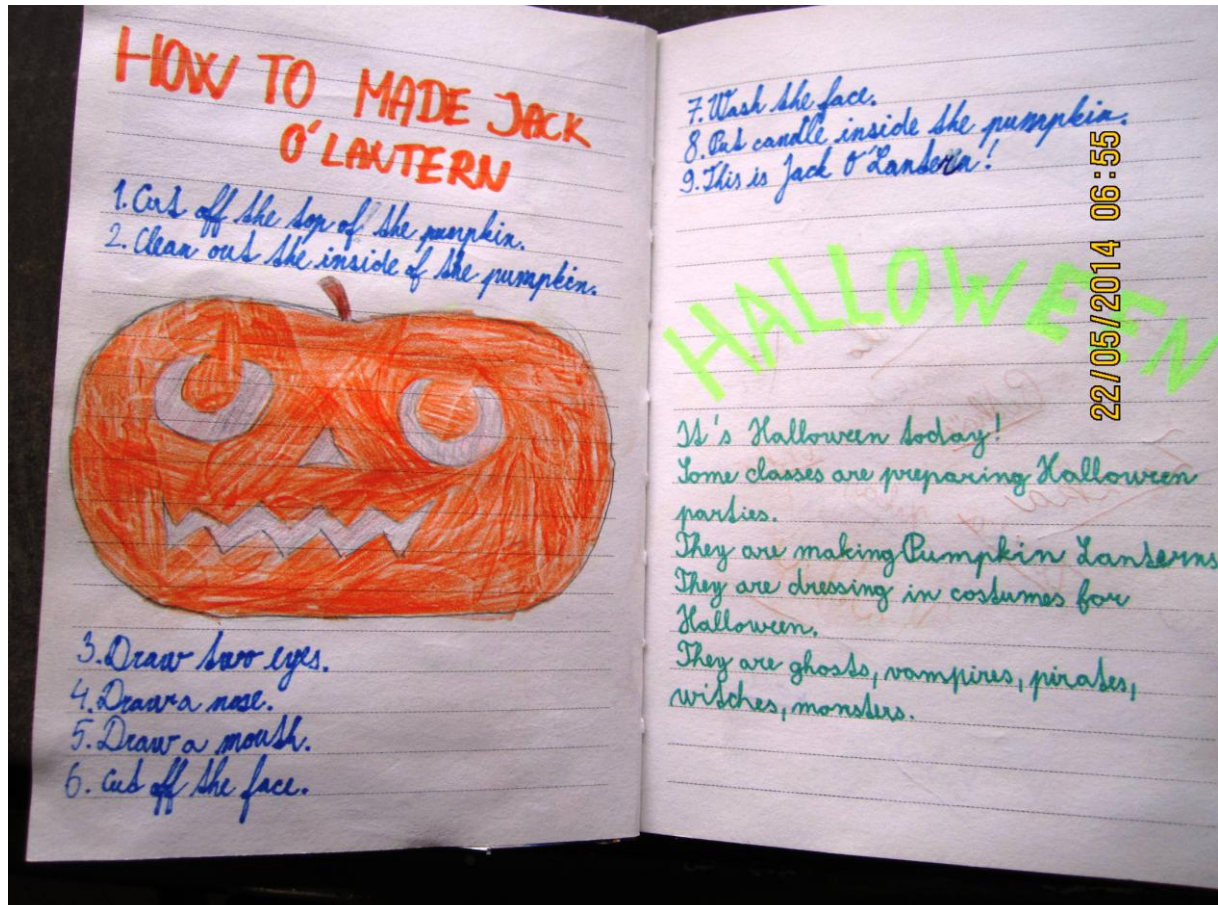 HOW TO MADE JACK
O'LANTERN
1. Cut off the top of the pumpkin.
2. Clean out the inside of the pumpkin.
3. Draw two eyes.
4. Draw a nose.
5. Draw a mouth.
6. Cut off the face.
7. Wash the face.
8. Put candle inside the pumpkin.
9. This is Jack O'Lantern!
HALLOWEEN
It's Halloween today!
Some classes are preparing Halloween
parties.
They are making Pumpkin Lanterns
They are dressing in costumes for
Halloween.
They are ghosts, vampires, pirates,
witches, monsters.
22/05/2014 06:55